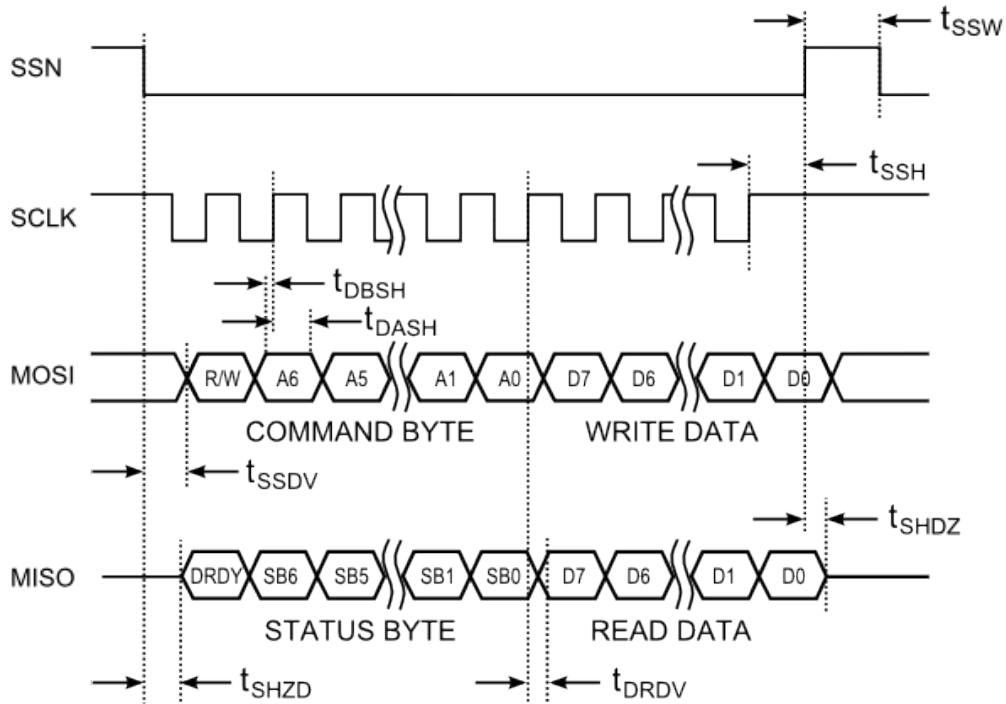 tSSW
SSN
tSSH
SCLK
tDBSH
tDASH
MOSI R/W A6 A5 A1 A0 D7 D6 D1 D0
COMMAND BYTE WRITE DATA
tSSDV
tSHDZ
MISO DRDY SB6 SB5 SB1 SB0 D7 D6 D1 D0
STATUS BYTE READ DATA
tSHZD tDRDV